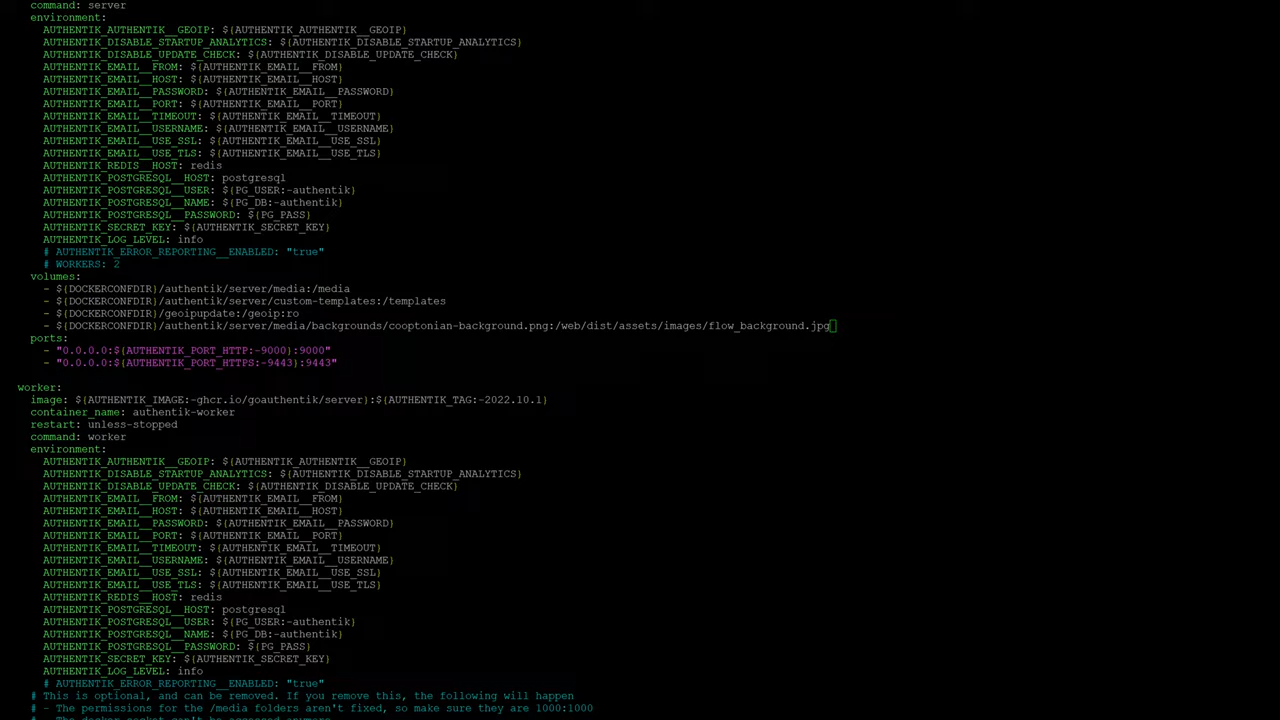 command: server
environment:
AUTHENTIK_AUTHENTIK__GEOIP: ${AUTHENTIK_AUTHENTIK__GEOIP}
AUTHENTIK_DISABLE_STARTUP_ANALYTICS: ${AUTHENTIK_DISABLE_STARTUP_ANALYTICS}
AUTHENTIK_DISABLE_UPDATE_CHECK: ${AUTHENTIK_DISABLE_UPDATE_CHECK}
AUTHENTIK_EMAIL__FROM: ${AUTHENTIK_EMAIL__FROM}
AUTHENTIK_EMAIL__HOST: ${AUTHENTIK_EMAIL__HOST}
AUTHENTIK_EMAIL__PASSWORD: ${AUTHENTIK_EMAIL__PASSWORD}
AUTHENTIK_EMAIL__PORT: ${AUTHENTIK_EMAIL__PORT}
AUTHENTIK_EMAIL__TIMEOUT: ${AUTHENTIK_EMAIL__TIMEOUT}
AUTHENTIK_EMAIL__USERNAME: ${AUTHENTIK_EMAIL__USERNAME}
AUTHENTIK_EMAIL__USE_SSL: ${AUTHENTIK_EMAIL__USE_SSL}
AUTHENTIK_EMAIL__USE_TLS: ${AUTHENTIK_EMAIL__USE_TLS}
AUTHENTIK_REDIS__HOST: redis
AUTHENTIK_POSTGRESQL__HOST: postgresql
AUTHENTIK_POSTGRESQL__USER: ${PG_USER:-authentik}
AUTHENTIK_POSTGRESQL__NAME: ${PG_DB:-authentik}
AUTHENTIK_POSTGRESQL__PASSWORD: ${PG_PASS}
AUTHENTIK_SECRET_KEY: ${AUTHENTIK_SECRET_KEY}
AUTHENTIK_LOG_LEVEL: info
# AUTHENTIK_ERROR_REPORTING__ENABLED: "true"
# WORKERS: 2
volumes:
- ${DOCKERCONFDIR}/authentik/server/media:/media
- ${DOCKERCONFDIR}/authentik/server/custom-templates:/templates
- ${DOCKERCONFDIR}/geoipupdate:/geoip:ro
- ${DOCKERCONFDIR}/authentik/server/media/backgrounds/cooptonian-background.png:/web/dist/assets/images/flow_background.jpg
ports:
- "0.0.0.0:${AUTHENTIK_PORT_HTTP:-9000}:9000"
- "0.0.0.0:${AUTHENTIK_PORT_HTTPS:-9443}:9443"
worker:
image: ${AUTHENTIK_IMAGE:-ghcr.io/goauthentik/server}:${AUTHENTIK_TAG:-2022.10.1}
container_name: authentik-worker
restart: unless-stopped
command: worker
environment:
AUTHENTIK_AUTHENTIK__GEOIP: ${AUTHENTIK_AUTHENTIK__GEOIP}
AUTHENTIK_DISABLE_STARTUP_ANALYTICS: ${AUTHENTIK_DISABLE_STARTUP_ANALYTICS}
AUTHENTIK_DISABLE_UPDATE_CHECK: ${AUTHENTIK_DISABLE_UPDATE_CHECK}
AUTHENTIK_EMAIL__FROM: ${AUTHENTIK_EMAIL__FROM}
AUTHENTIK_EMAIL__HOST: ${AUTHENTIK_EMAIL__HOST}
AUTHENTIK_EMAIL__PASSWORD: ${AUTHENTIK_EMAIL__PASSWORD}
AUTHENTIK_EMAIL__PORT: ${AUTHENTIK_EMAIL__PORT}
AUTHENTIK_EMAIL__TIMEOUT: ${AUTHENTIK_EMAIL__TIMEOUT}
AUTHENTIK_EMAIL__USERNAME: ${AUTHENTIK_EMAIL__USERNAME}
AUTHENTIK_EMAIL__USE_SSL: ${AUTHENTIK_EMAIL__USE_SSL}
AUTHENTIK_EMAIL__USE_TLS: ${AUTHENTIK_EMAIL__USE_TLS}
AUTHENTIK_REDIS__HOST: redis
AUTHENTIK_POSTGRESQL__HOST: postgresql
AUTHENTIK_POSTGRESQL__USER: ${PG_USER:-authentik}
AUTHENTIK_POSTGRESQL__NAME: ${PG_DB:-authentik}
AUTHENTIK_POSTGRESQL__PASSWORD: ${PG_PASS}
AUTHENTIK_SECRET_KEY: ${AUTHENTIK_SECRET_KEY}
AUTHENTIK_LOG_LEVEL: info
# AUTHENTIK_ERROR_REPORTING__ENABLED: "true"
# This is optional, and can be removed. If you remove this, the following will happen
# - The permissions for the /media folders aren't fixed, so make sure they are 1000:1000